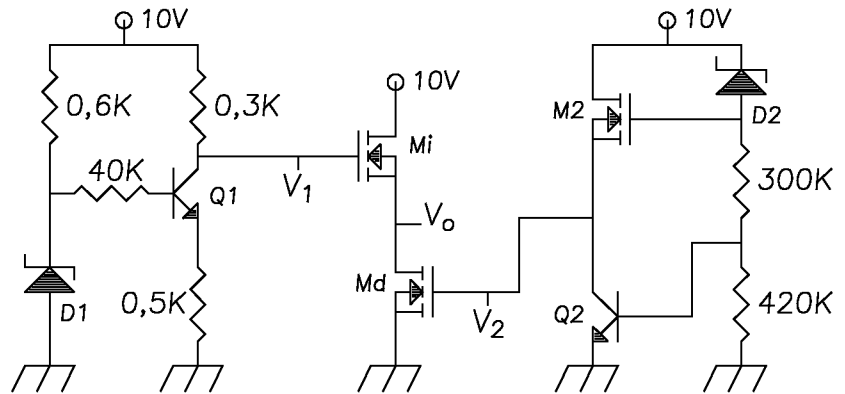 10V
10V
0,6K
0,3K
10V
M2
D2
Mi
40K
Q1
V1
300K
Vo
Md
D1
0,5K
V2
Q2
420K